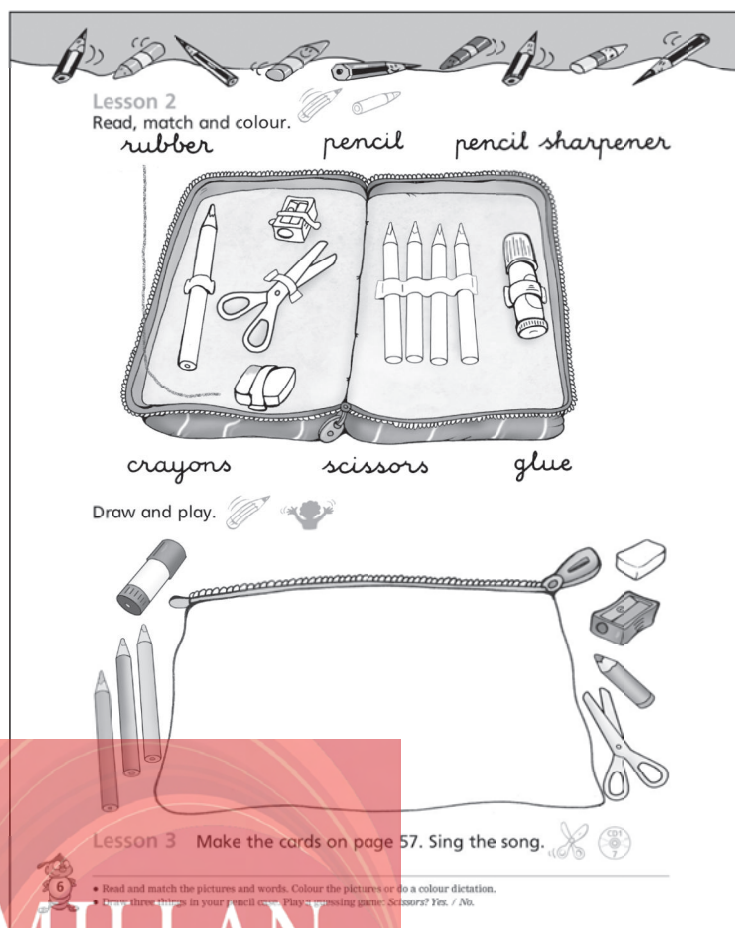 Lesson 2
Read, match and colour.
rubber pencil pencil sharpener
crayons scissors glue
Draw and play.
Lesson 3 Make the cards on page 57. Sing the song.
CD1
7
6
• Read and match the pictures and words. Colour the pictures or do a colour dictation.
• Draw three things in your pencil case. Play a guessing game: Scissors? Yes. / No.
MILLAN